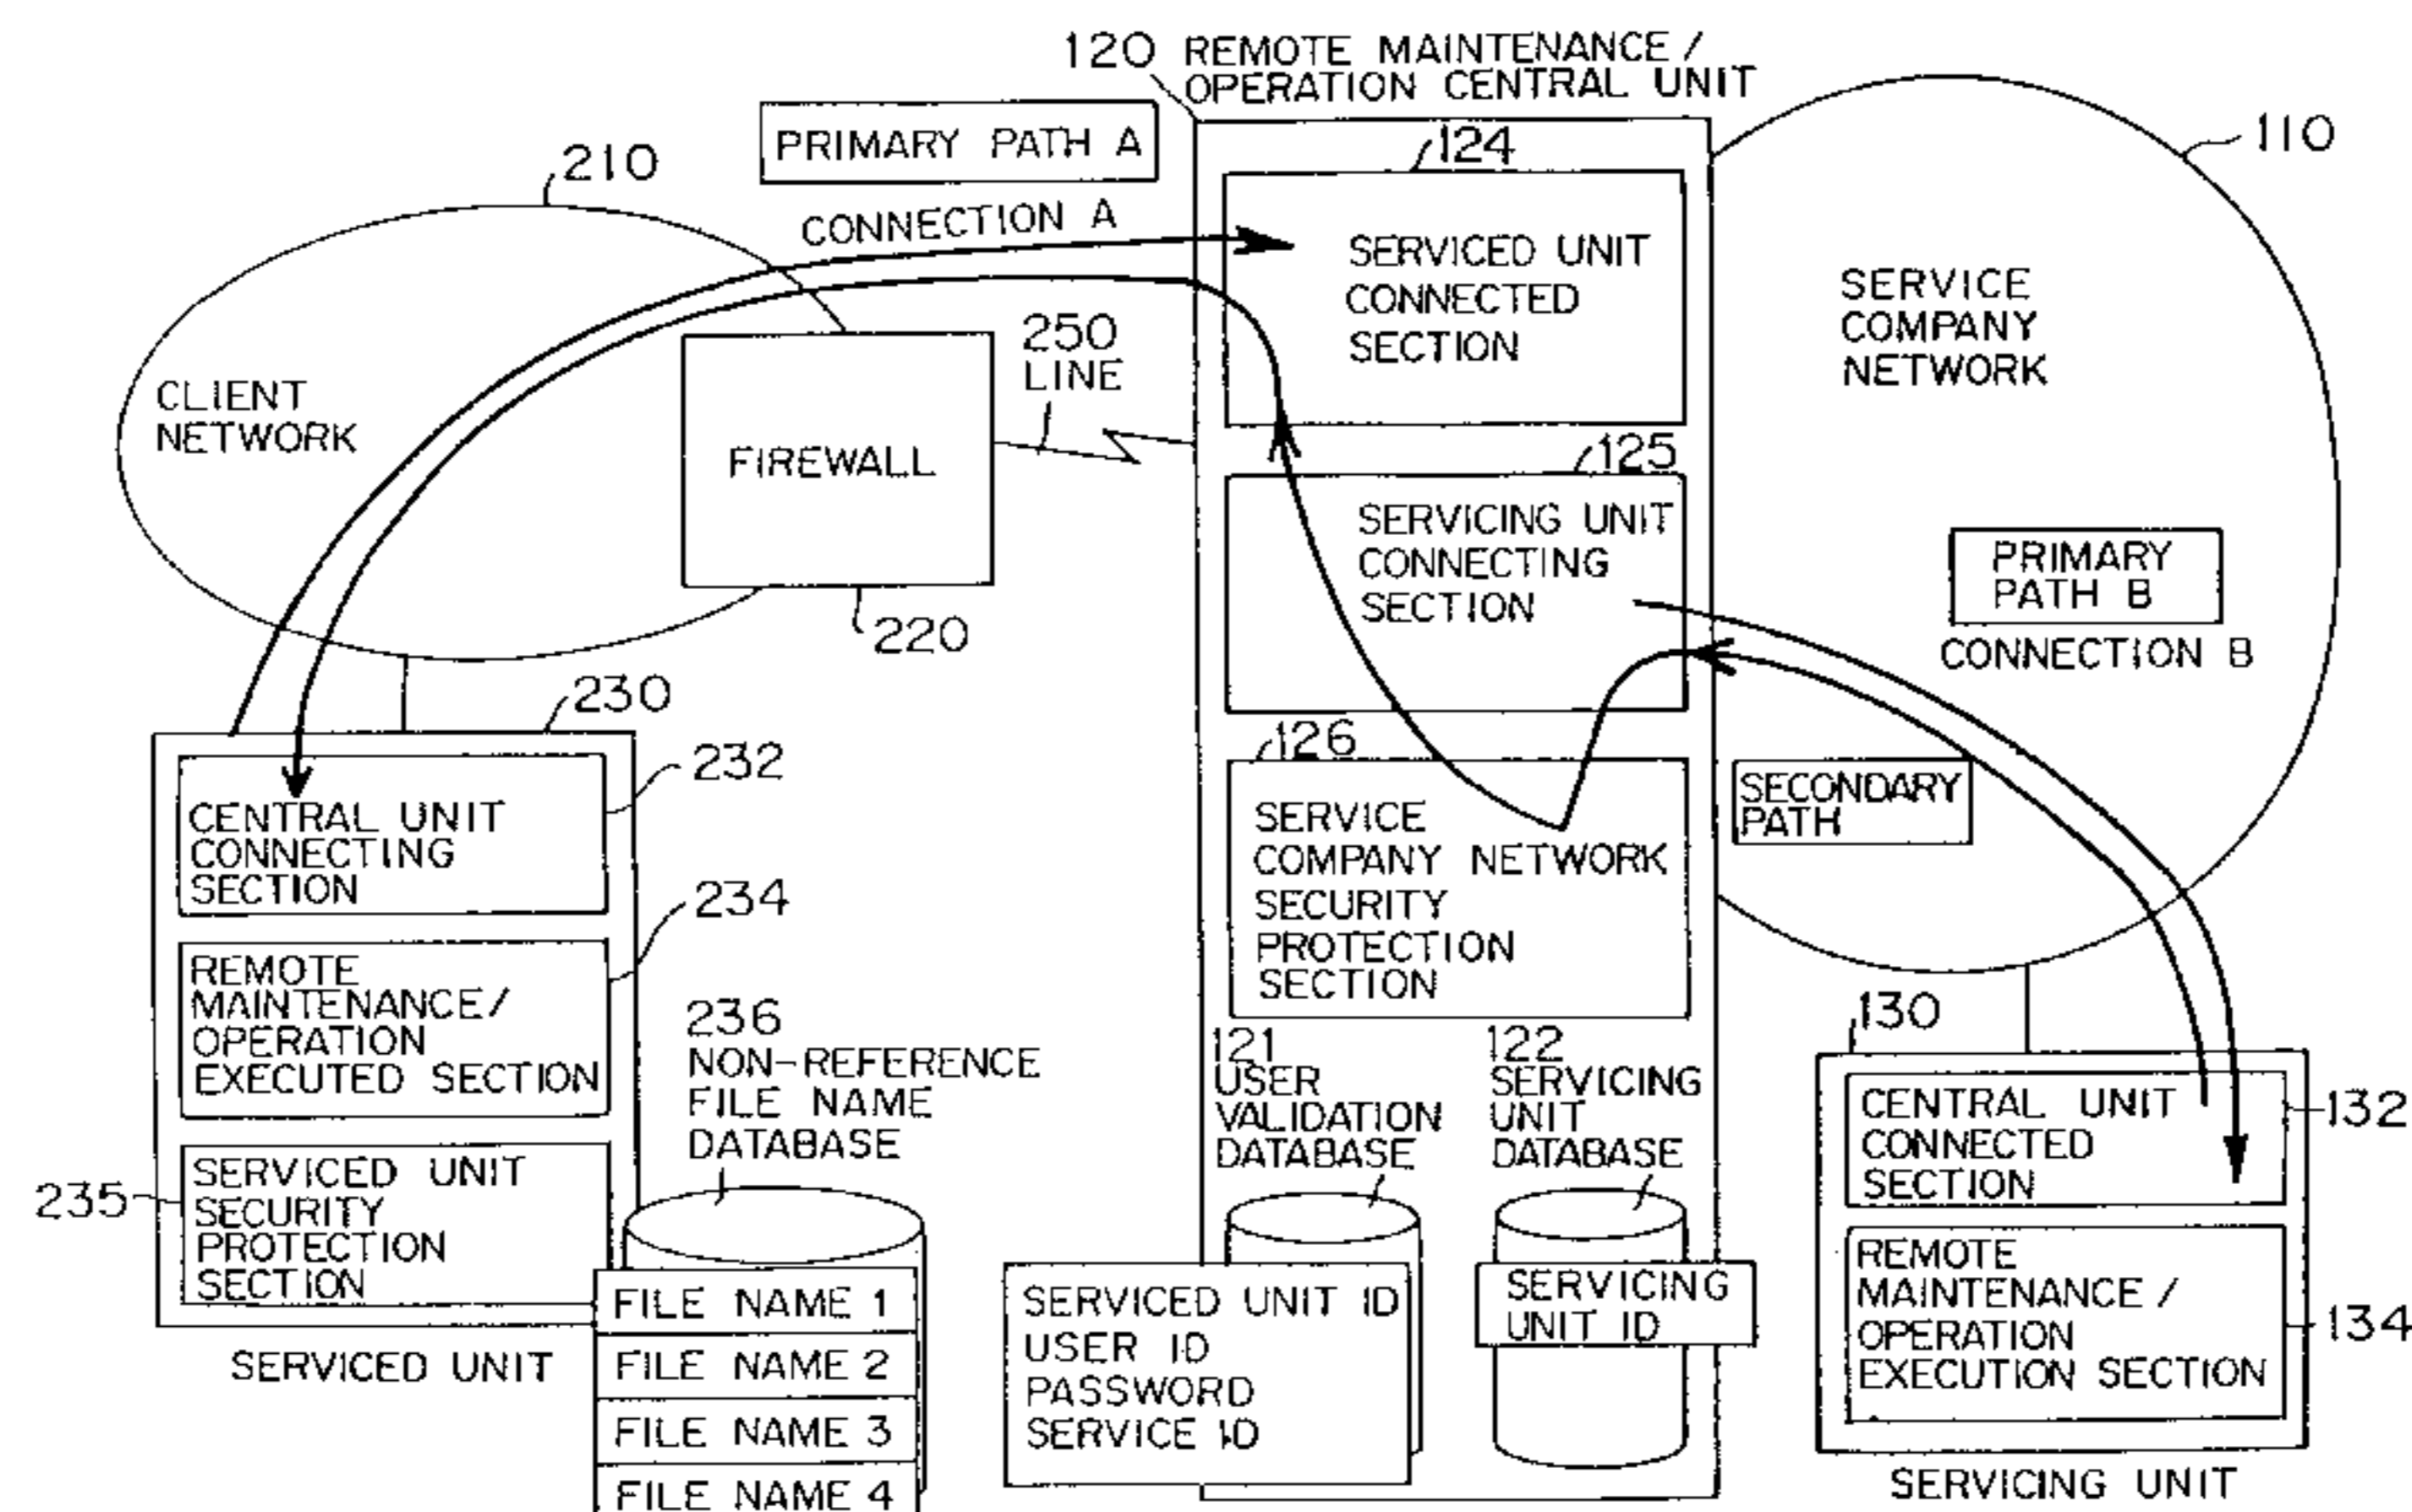 120 REMOTE MAINTENANCE /
OPERATION CENTRAL UNIT
PRIMARY PATH A
210
CONNECTION A
CLIENT
NETWORK
FIREWALL
220
250
LINE
124
SERVICED UNIT
CONNECTED
SECTION
125
SERVICING UNIT
CONNECTING
SECTION
126
SERVICE
COMPANY NETWORK
SECURITY
PROTECTION
SECTION
110
SERVICE
COMPANY
NETWORK
PRIMARY
PATH B
CONNECTION B
SECONDARY
PATH
230
232
CENTRAL UNIT
CONNECTING
SECTION
234
REMOTE
MAINTENANCE/
OPERATION
EXECUTED SECTION
235
SERVICED UNIT
SECURITY
PROTECTION
SECTION
SERVICED UNIT
236
NON-REFERENCE
FILE NAME
DATABASE
FILE NAME 1
FILE NAME 2
FILE NAME 3
FILE NAME 4
121
USER
VALIDATION
DATABASE
SERVICED UNIT ID
USER ID
PASSWORD
SERVICE ID
122
SERVICING
UNIT
DATABASE
SERVICING
UNIT ID
130
CENTRAL UNIT
CONNECTED
SECTION
132
REMOTE
MAINTENANCE /
OPERATION
EXECUTION SECTION
134
SERVICING UNIT